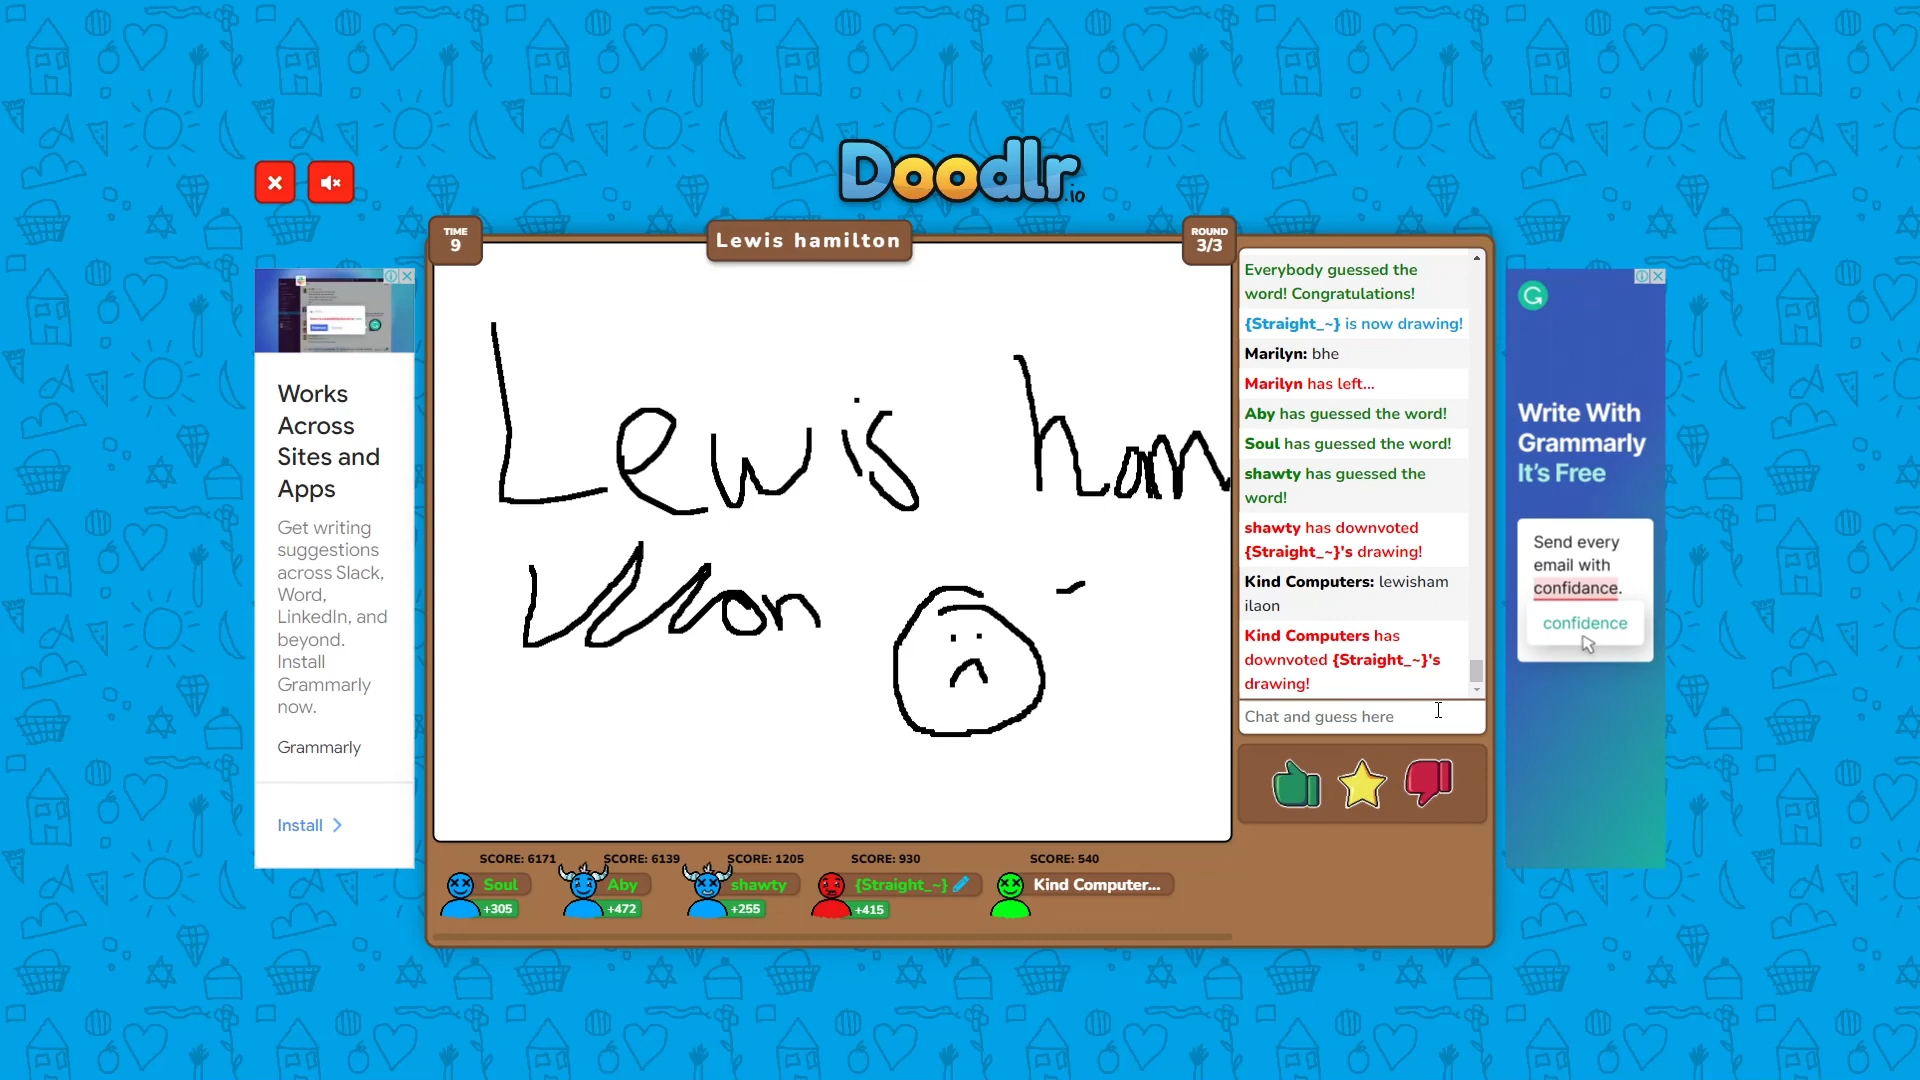 Doodlr.io
TIME
9
Lewis hamilton
ROUND
3/3
Lewis ham
Works
Across
Sites and
Apps
Get writing
suggestions
across Slack,
Word,
LinkedIn, and
beyond.
Install
Grammarly
now.
Grammarly
Install
Everybody guessed the
word! Congratulations!
{Straight_~} is now drawing!
Marilyn: bhe
Marilyn has left...
Aby has guessed the word!
Soul has guessed the word!
shawty has guessed the
word!
shawty has downvoted
{Straight_~}'s drawing!
Kind Computers: lewisham
ilaon
Kind Computers has
downvoted {Straight_~}'s
drawing!
Chat and guess here
Write With
Grammarly
It's Free
Send every
email with
confidance.
confidence
SCORE: 6171
Soul
+305
SCORE: 6139
Aby
+472
SCORE: 1205
shawty
+255
SCORE: 930
{Straight_~}
+415
SCORE: 540
Kind Computer...